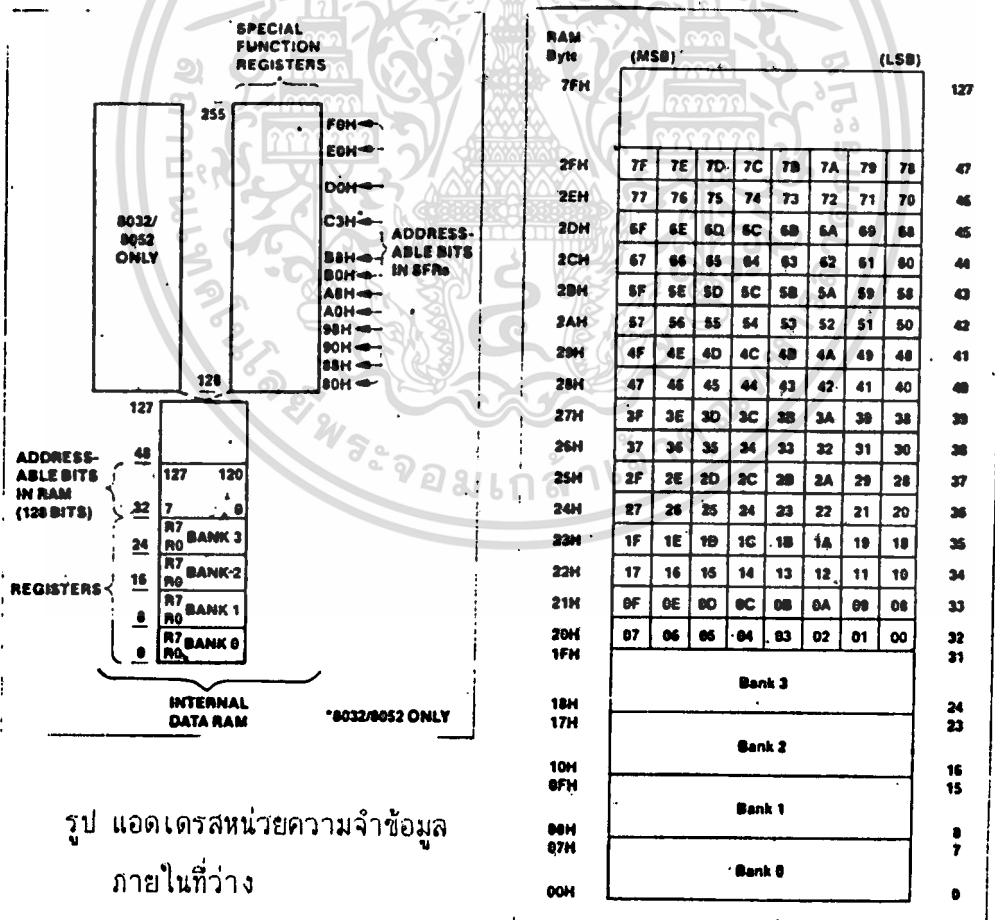 SPECIAL
FUNCTION
REGISTERS
255
F0H
E0H
D0H
C3H*
B8H
B0H
A8H
A0H
98H
90H
88H
80H
ADDRESS-
ABLE BITS
IN SFRs
8032/
8052
ONLY
128
127
48
ADDRESS-
ABLE BITS
IN RAM
(128 BITS)
127 120
32 7 0
R7
BANK 3
24 R0
R7
BANK-2
16 R0
REGISTERS
R7
BANK 1
8 R0
R7
BANK 0
0 R0
INTERNAL
DATA RAM
*8032/8052 ONLY
รูป แอดเดรสหน่วยความจำข้อมูล
ภายในที่ว่าง
RAM
Byte (MSB) (LSB)
7FH 127
2FH 7F 7E 7D 7C 7B 7A 79 78 47
2EH 77 76 75 74 73 72 71 70 46
2DH 6F 6E 6D 6C 6B 6A 69 68 45
2CH 67 66 65 64 63 62 61 60 44
2BH 5F 5E 5D 5C 5B 5A 59 58 43
2AH 57 56 55 54 53 52 51 50 42
29H 4F 4E 4D 4C 4B 4A 49 48 41
28H 47 46 45 44 43 42 41 40 40
27H 3F 3E 3D 3C 3B 3A 39 38 39
26H 37 36 35 34 33 32 31 30 38
25H 2F 2E 2D 2C 2B 2A 29 28 37
24H 27 26 25 24 23 22 21 20 36
23H 1F 1E 1D 1C 1B 1A 19 18 35
22H 17 16 15 14 13 12 11 10 34
21H 0F 0E 0D 0C 0B 0A 09 08 33
20H 07 06 05 04 03 02 01 00 32
1FH 31
Bank 3
18H 24
17H 23
Bank 2
10H 16
0FH 15
Bank 1
08H 8
07H 7
Bank 0
00H 0